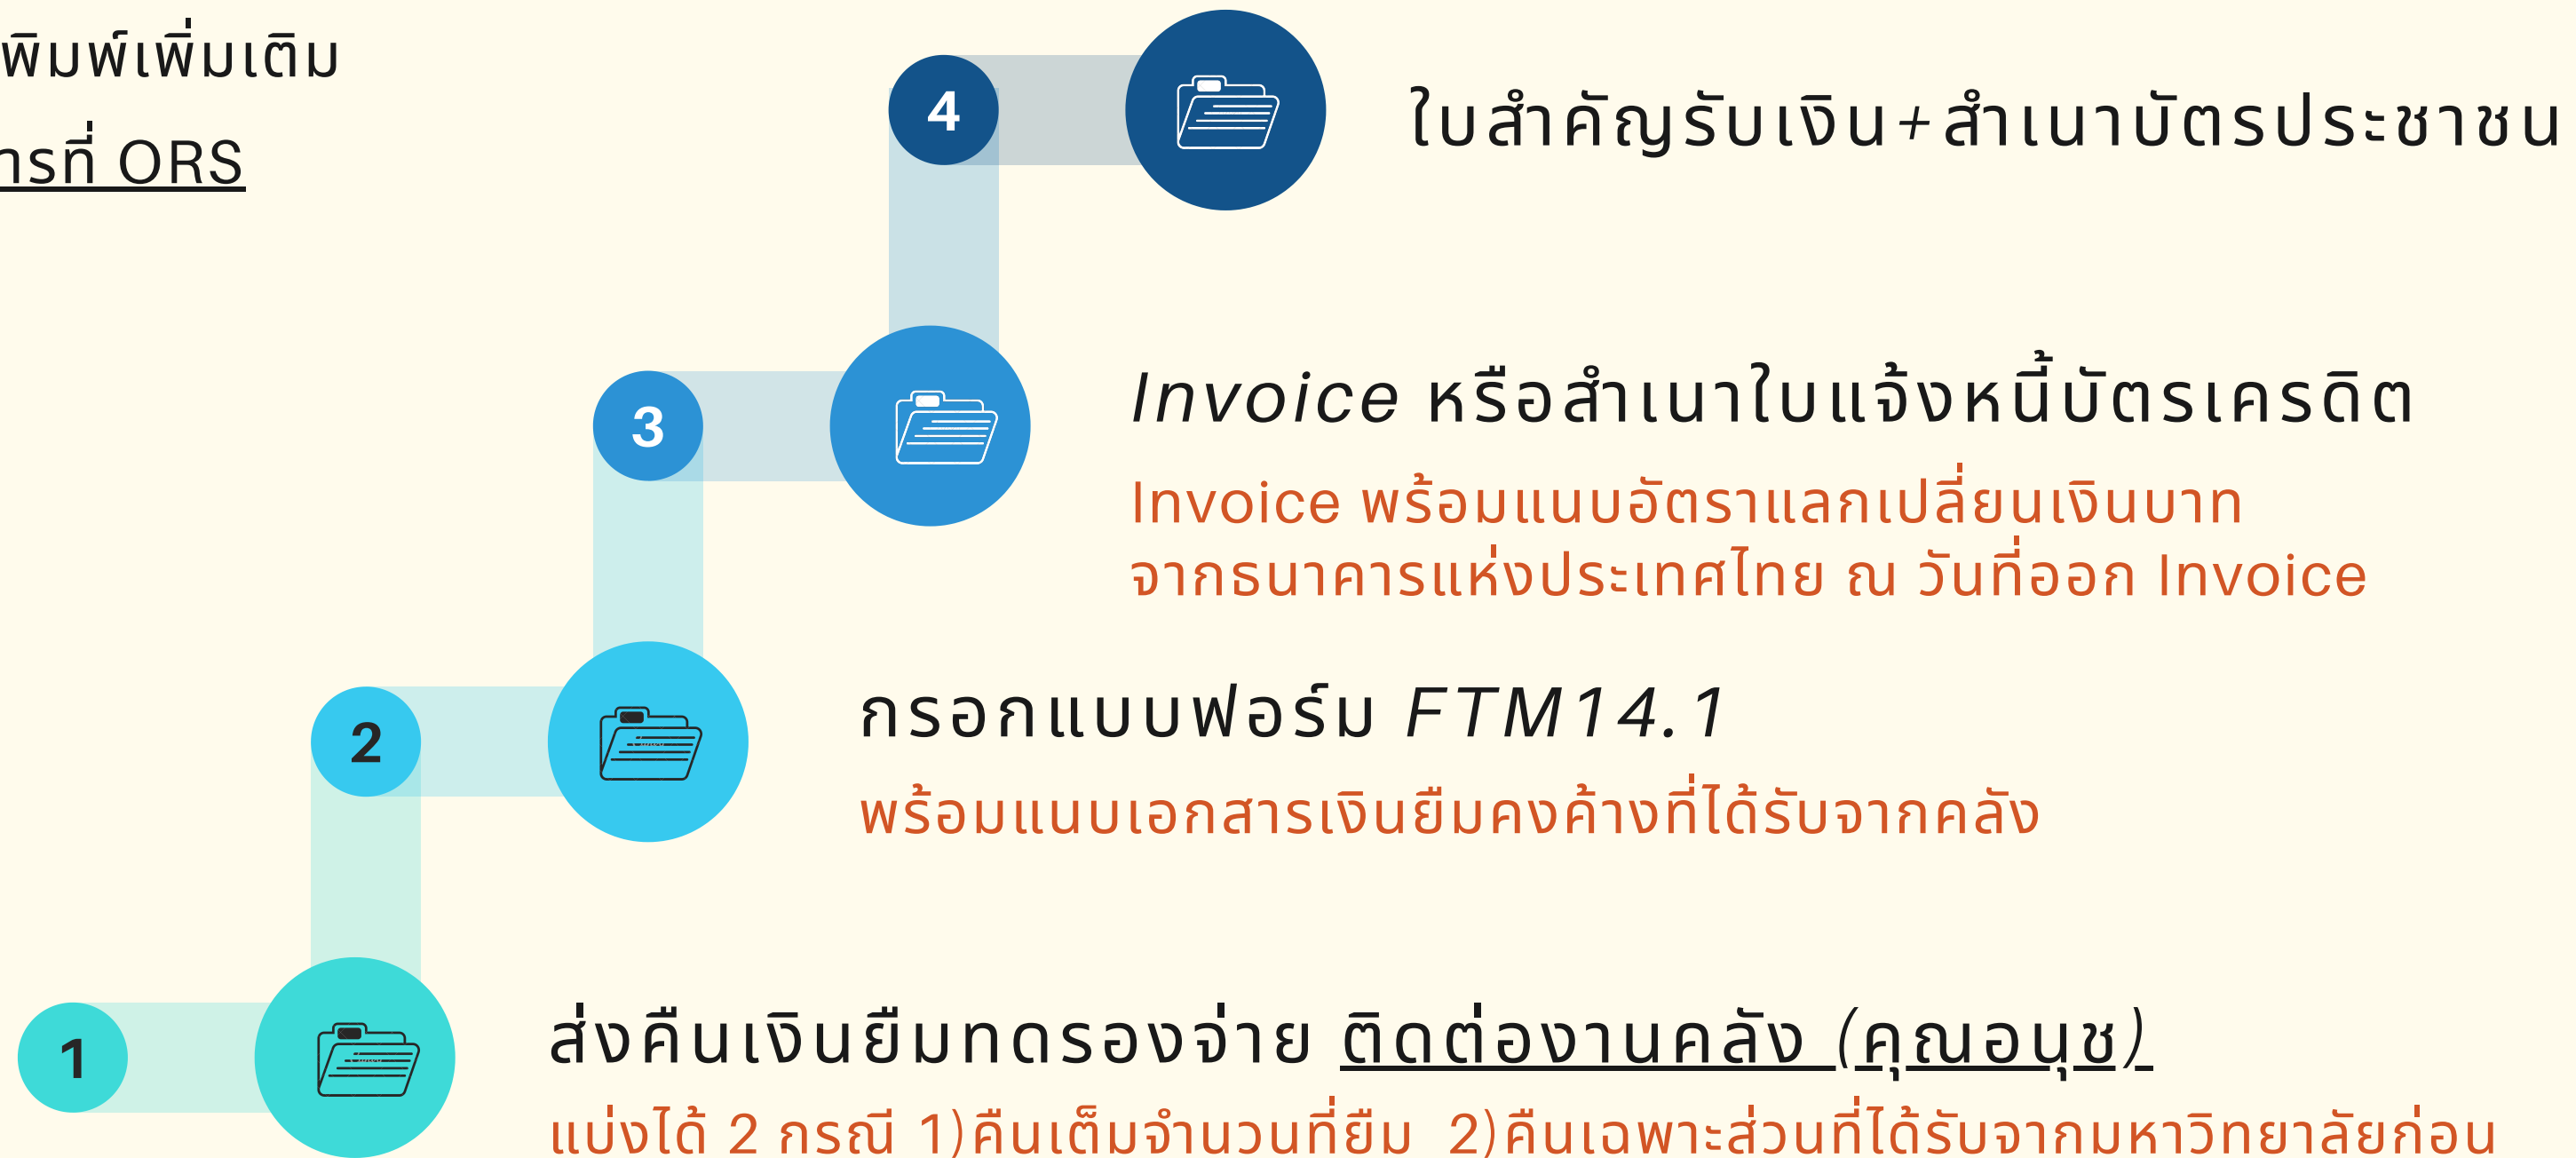 พิมพ์เพิ่มเติม
ารที่ ORS
4
ใบสำคัญรับเงิน+สำเนาบัตรประชาชน
3
Invoice หรือสำเนาใบแจ้งหนี้บัตรเครดิต
Invoice พร้อมแนบอัตราแลกเปลี่ยนเงินบาท
จากธนาคารแห่งประเทศไทย ณ วันที่ออก Invoice
2
กรอกแบบฟอร์ม FTM14.1
พร้อมแนบเอกสารเงินยืมคงค้างที่ได้รับจากคลัง
1
ส่งคืนเงินยืมทดรองจ่าย ติดต่องานคลัง (คุณอนุช)
แบ่งได้ 2 กรณี 1)คืนเต็มจำนวนที่ยืม 2)คืนเฉพาะส่วนที่ได้รับจากมหาวิทยาลัยก่อน